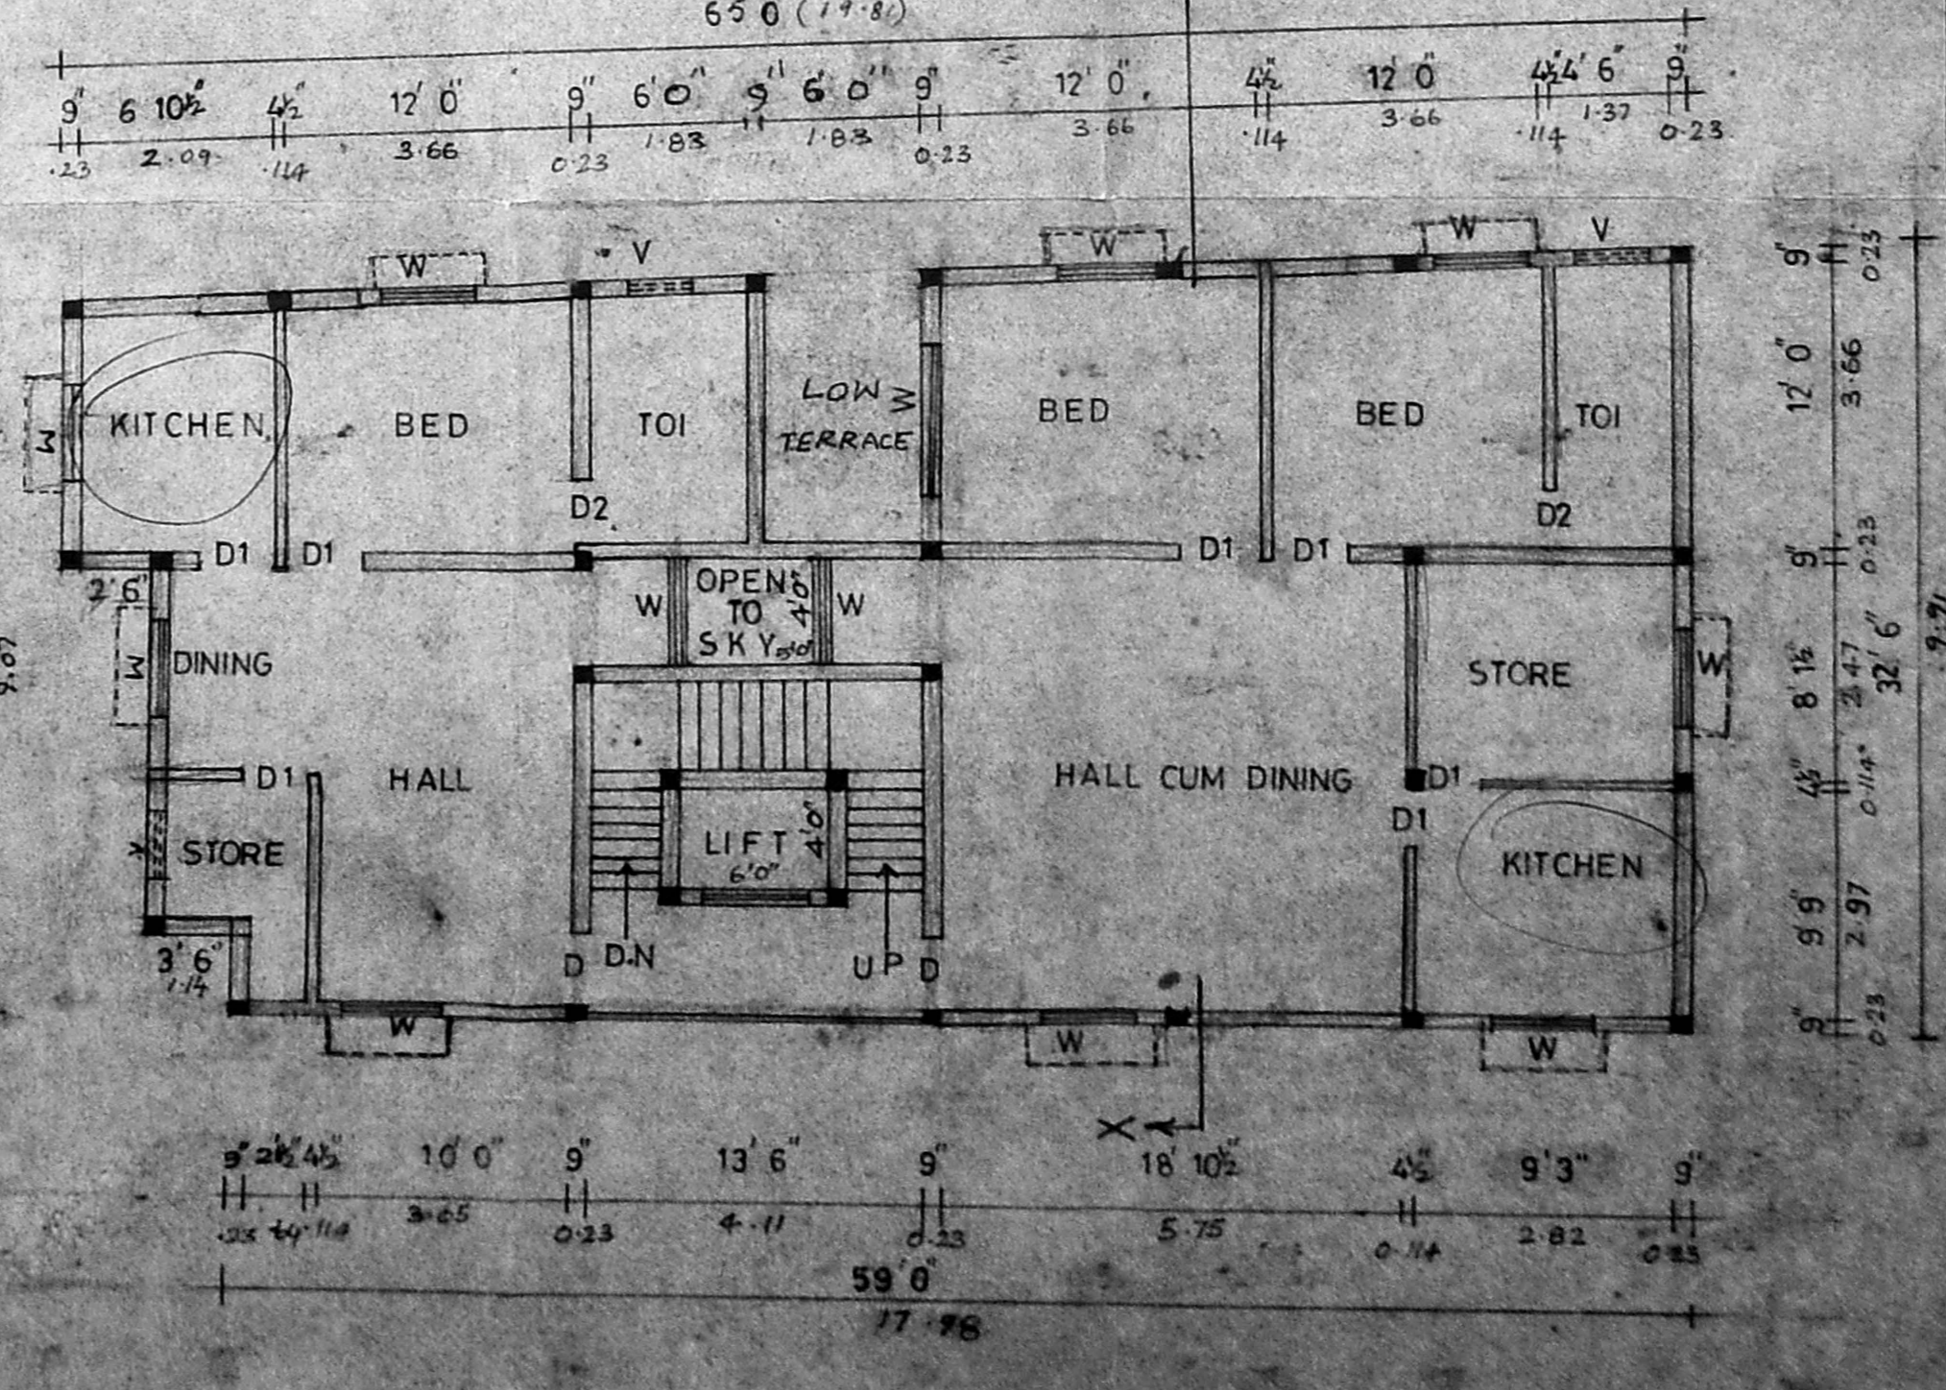 65 0 (19.81)
9" 6 10½" 4½" 12' 0" 9" 6'0" 9" 6' 0" 9" 12' 0" 4½" 12' 0" 4½" 4' 6" 9"
.23 2.09 .114 3.66 0.23 1.83 1.83 0.23 3.66 .114 3.66 .114 1.37 0.23
W V W W V
KITCHEN BED TOI LOW TERRACE W BED BED TOI
W
D2 D2
D1 D1 D1 D1
2' 6"
W OPEN TO SKY 4'0" 5'0" W
W DINING STORE W
D1 HALL HALL CUM DINING D1
D1
STORE LIFT 4'0" KITCHEN
6'0"
3' 6"
1.14
D D.N UP D
W W W
X
9" 12' 0" 9" 8' 1½" 4½" 9' 9" 9"
0.23 3.66 0.23 2.47 0.114 2.97 0.23
32' 6"
9.91
9.07
9" 2½" 4½" 10' 0" 9" 13' 6" 9" 18' 10½" 4½" 9'3" 9"
.23 .114 3.05 0.23 4.11 0.23 5.75 0.114 2.82 0.23
59' 0"
17.98